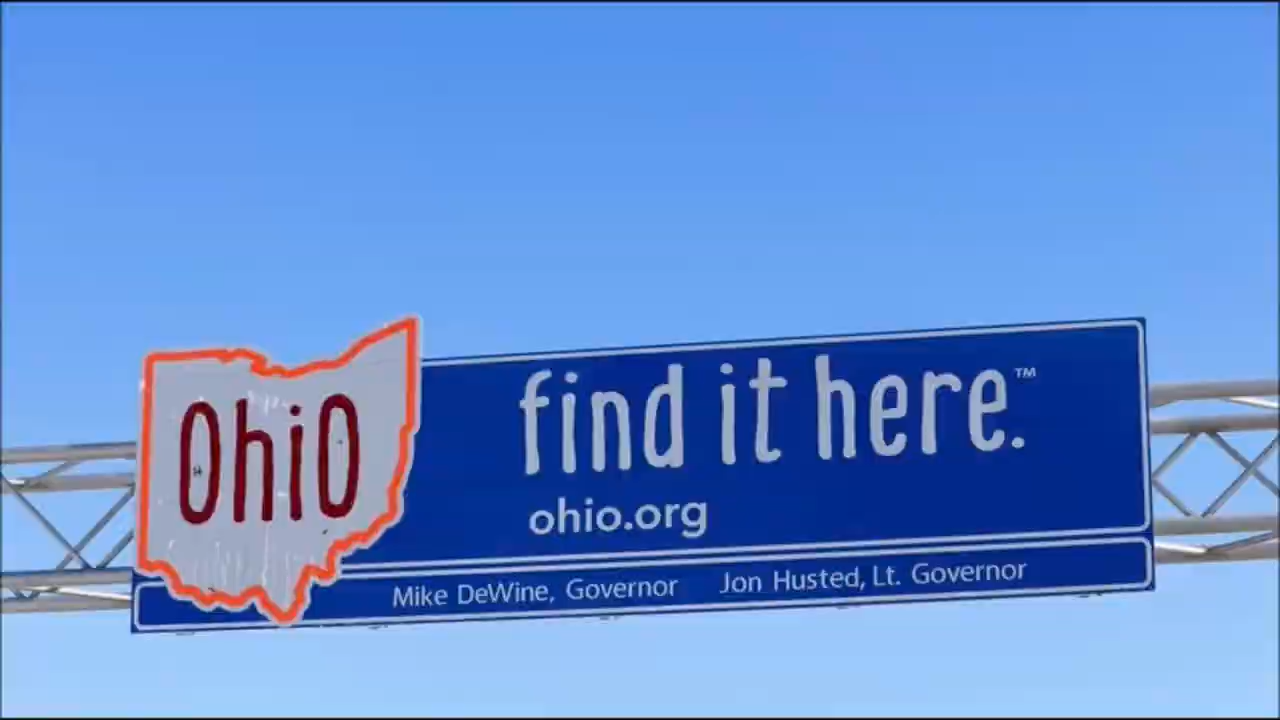 OhiO
find it here.™
ohio.org
Mike DeWine, Governor Jon Husted, Lt. Governor